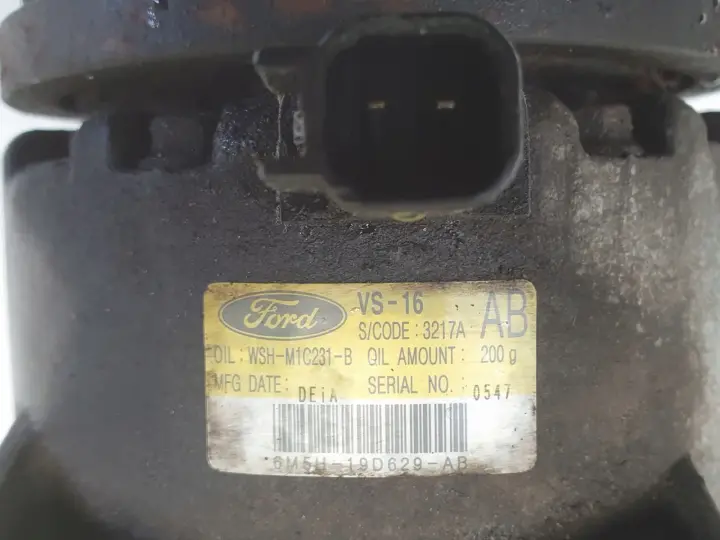 Ford VS-16 AB
S/CODE : 3217A
OIL : WSH-M1C231-B OIL AMOUNT : 200 g
MFG DATE : DEiA SERIAL NO. : 0547
6M5H-19D629-AB